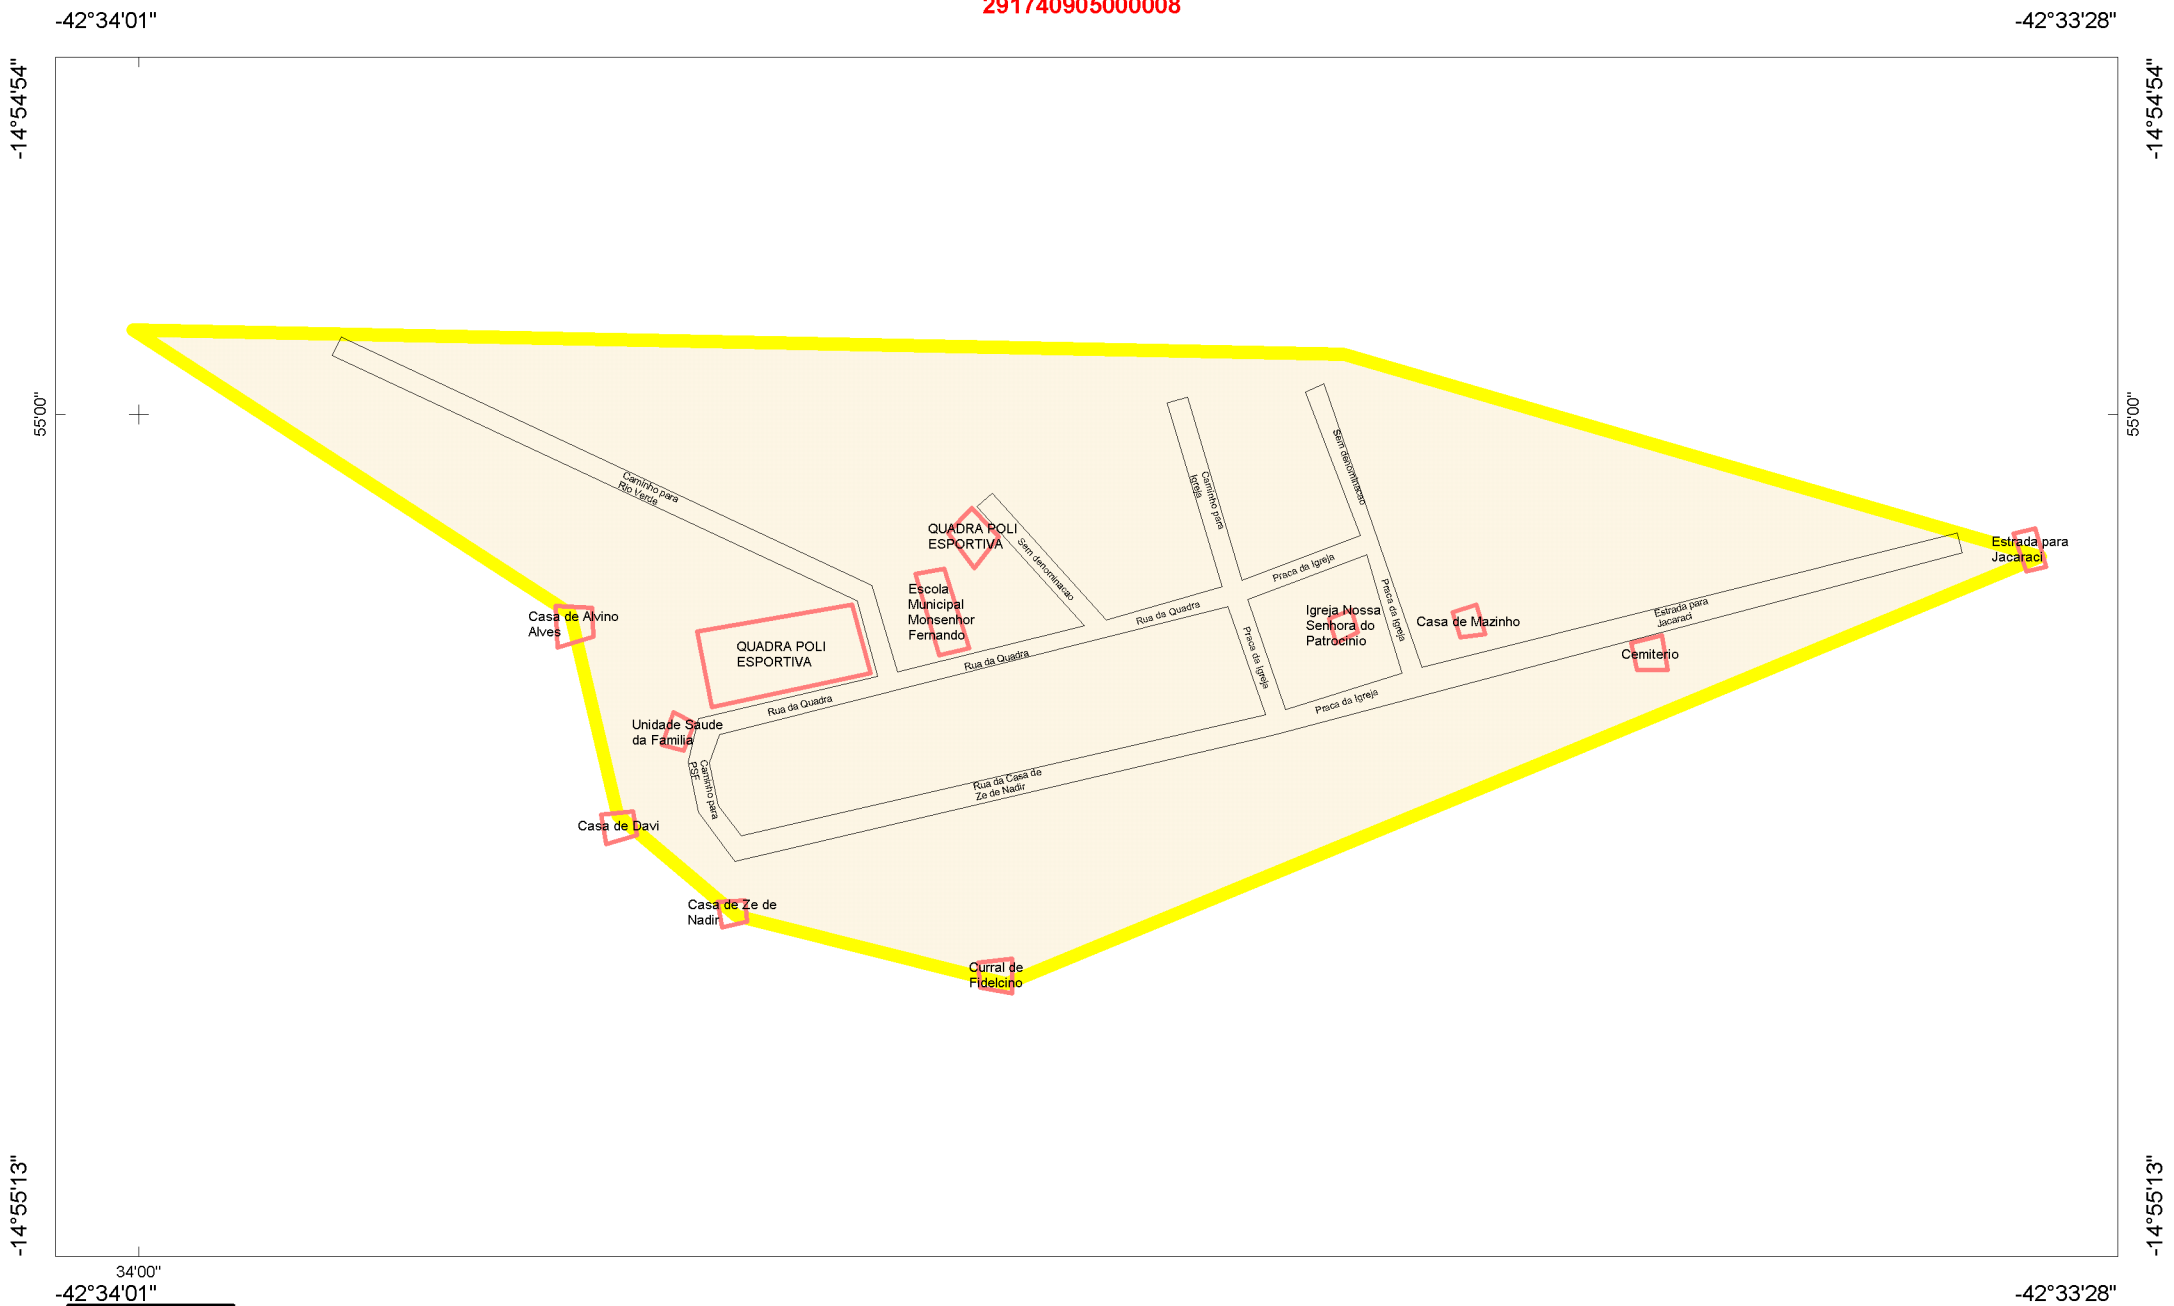 291740905000008
-42°34'01"
-42°33'28"
-14°54'54"
-14°54'54"
55'00"
55'00"
Caminho para
Rio Verde
Caminho para
Igreja
Sem denominacao
QUADRA POLI
ESPORTIVA
Sem denominacao
Estrada para
Jacaraci
Praca da Igreja
Escola
Municipal
Monsenhor
Fernando
Rua da Quadra
Praca da Igreja
Igreja Nossa
Senhora do
Patrocinio
Casa de Mazinho
Estrada para
Jacaraci
Casa de Alvino
Alves
QUADRA POLI
ESPORTIVA
Rua da Quadra
Praca da Igreja
Cemiterio
Rua da Quadra
Praca da Igreja
Unidade Saude
da Familia
Caminho para
PSF
Rua da Casa de
Ze de Nadir
Casa de Davi
Casa de Ze de
Nadir
Curral de
Fidelcino
-14°55'13"
-14°55'13"
34'00"
-42°34'01"
-42°33'28"